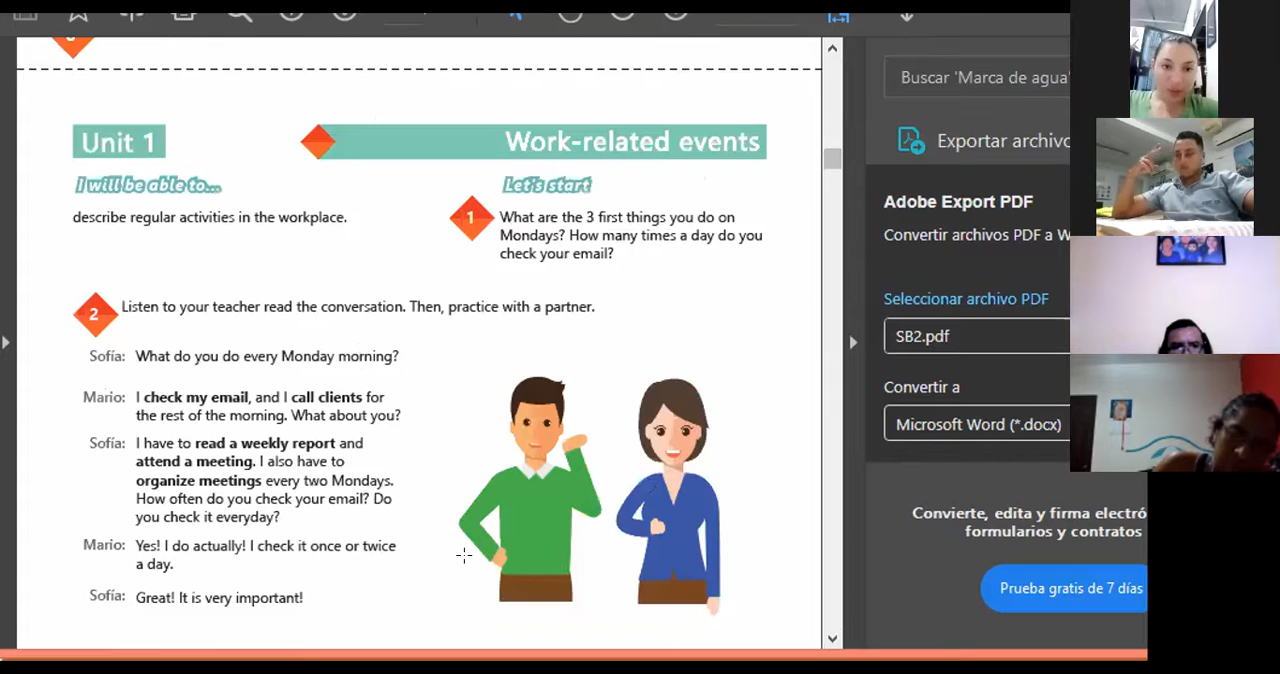 Unit 1
Work-related events
I will be able to...
describe regular activities in the workplace.
Let's start
1
What are the 3 first things you do on
Mondays? How many times a day do you
check your email?
2
Listen to your teacher read the conversation. Then, practice with a partner.
Sofía: What do you do every Monday morning?
Mario: I check my email, and I call clients for
the rest of the morning. What about you?
Sofía: I have to read a weekly report and
attend a meeting. I also have to
organize meetings every two Mondays.
How often do you check your email? Do
you check it everyday?
Mario: Yes! I do actually! I check it once or twice
a day.
Sofía: Great! It is very important!
Buscar 'Marca de agua'
Exportar archivo
Adobe Export PDF
Convertir archivos PDF a W
Seleccionar archivo PDF
SB2.pdf
Convertir a
Microsoft Word (*.docx)
Convierte, edita y firma electró
formularios y contratos
Prueba gratis de 7 días